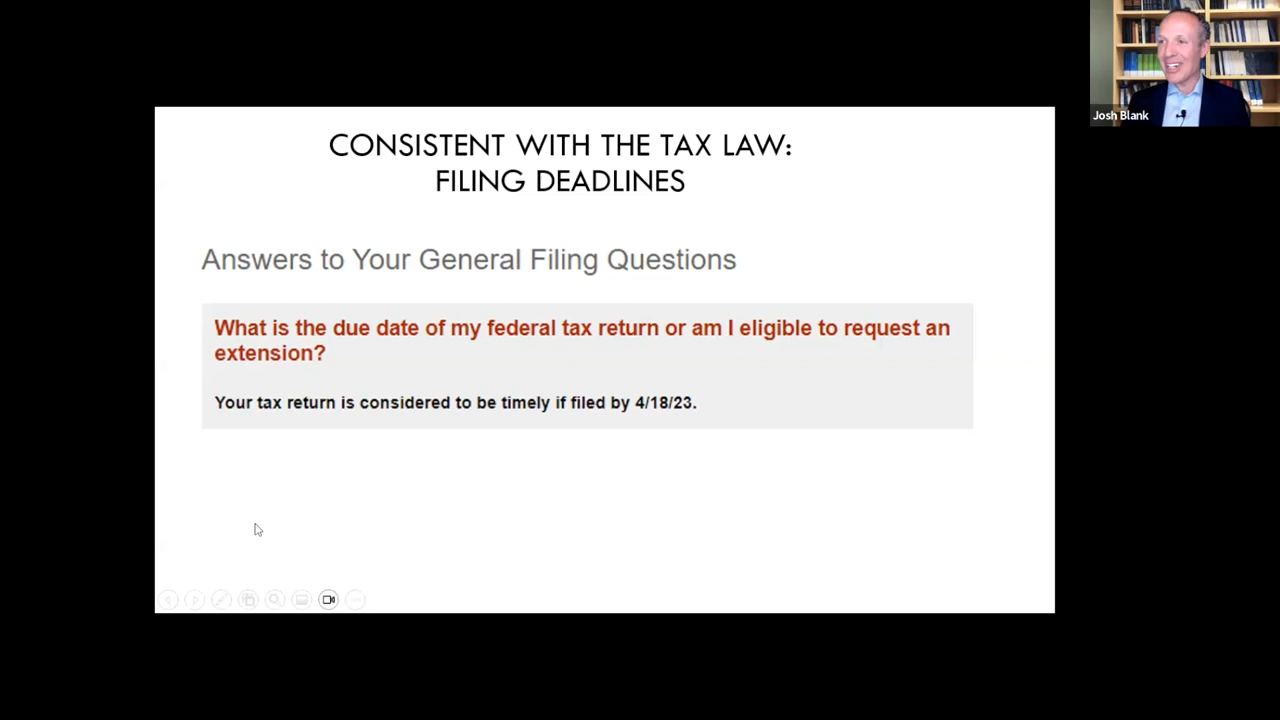 CONSISTENT WITH THE TAX LAW:
FILING DEADLINES
Answers to Your General Filing Questions
What is the due date of my federal tax return or am I eligible to request an
extension?
Your tax return is considered to be timely if filed by 4/18/23.
Josh Blank